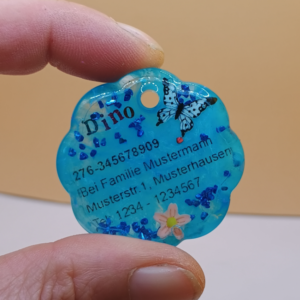 Dino
276-345678909
Bei Familie Mustermann
Musterstr.1, Musterhausen
1234 - 1234567